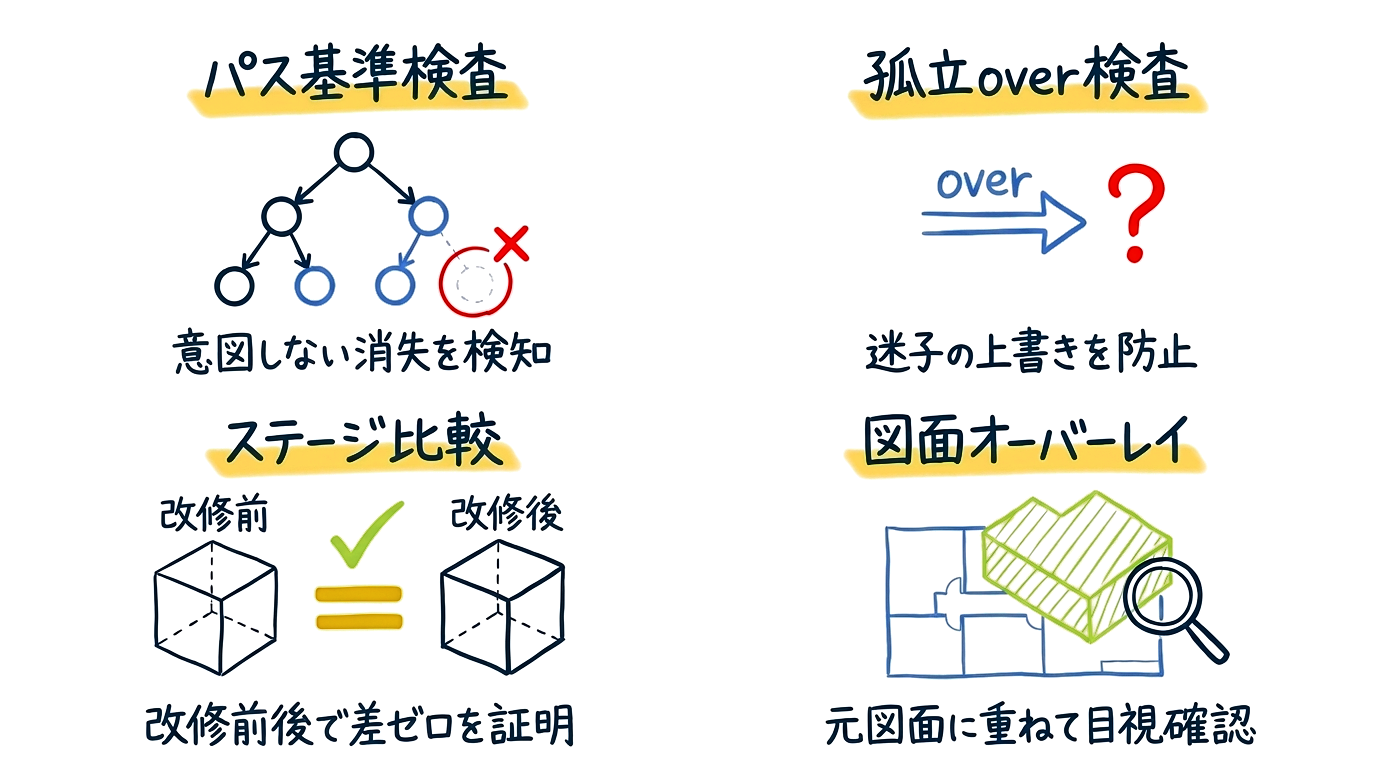 パス基準検査
意図しない消失を検知
孤立over検査
over
?
迷子の上書きを防止
ステージ比較
改修前
改修後
改修前後で差ゼロを証明
図面オーバーレイ
元図面に重ねて目視確認